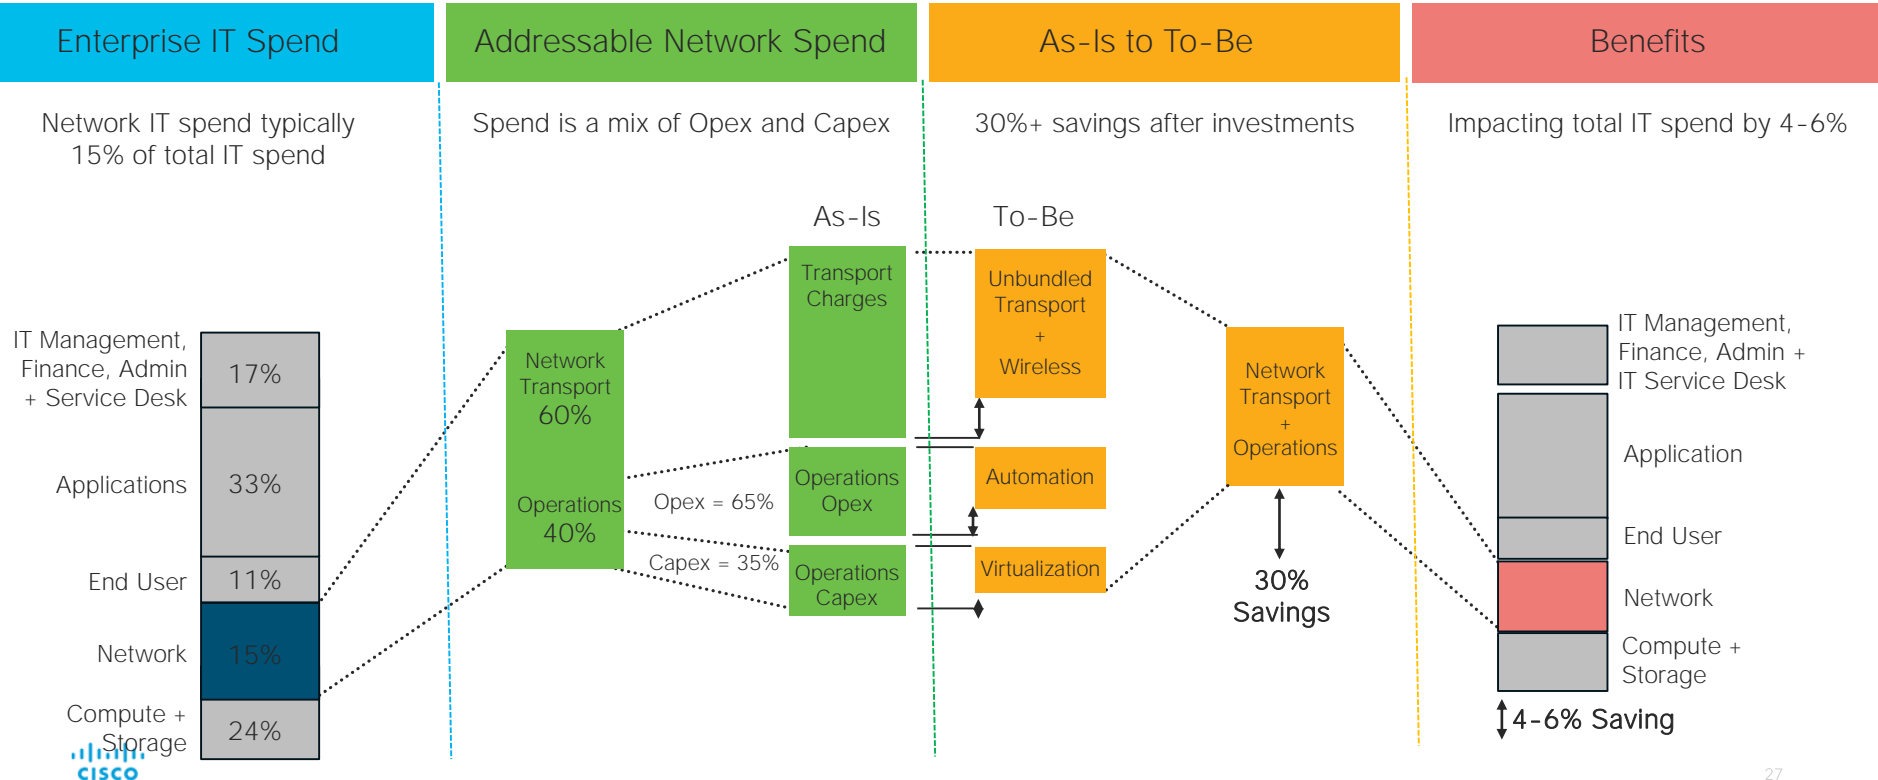 Enterprise IT Spend
Addressable Network Spend
As-Is to To-Be
Benefits
Network IT spend typically
15% of total IT spend
Spend is a mix of Opex and Capex
30%+ savings after investments
Impacting total IT spend by 4-6%
IT Management,
Finance, Admin
+ Service Desk
17%
Applications
33%
End User
11%
Network
15%
Compute +
Storage
24%
Network
Transport
60%
Operations
40%
Opex = 65%
Capex = 35%
As-Is
Transport
Charges
Operations
Opex
Operations
Capex
To-Be
Unbundled
Transport
+
Wireless
Automation
Virtualization
Network
Transport
+
Operations
30%
Savings
IT Management,
Finance, Admin +
IT Service Desk
Application
End User
Network
Compute +
Storage
4-6% Saving
CISCO
27